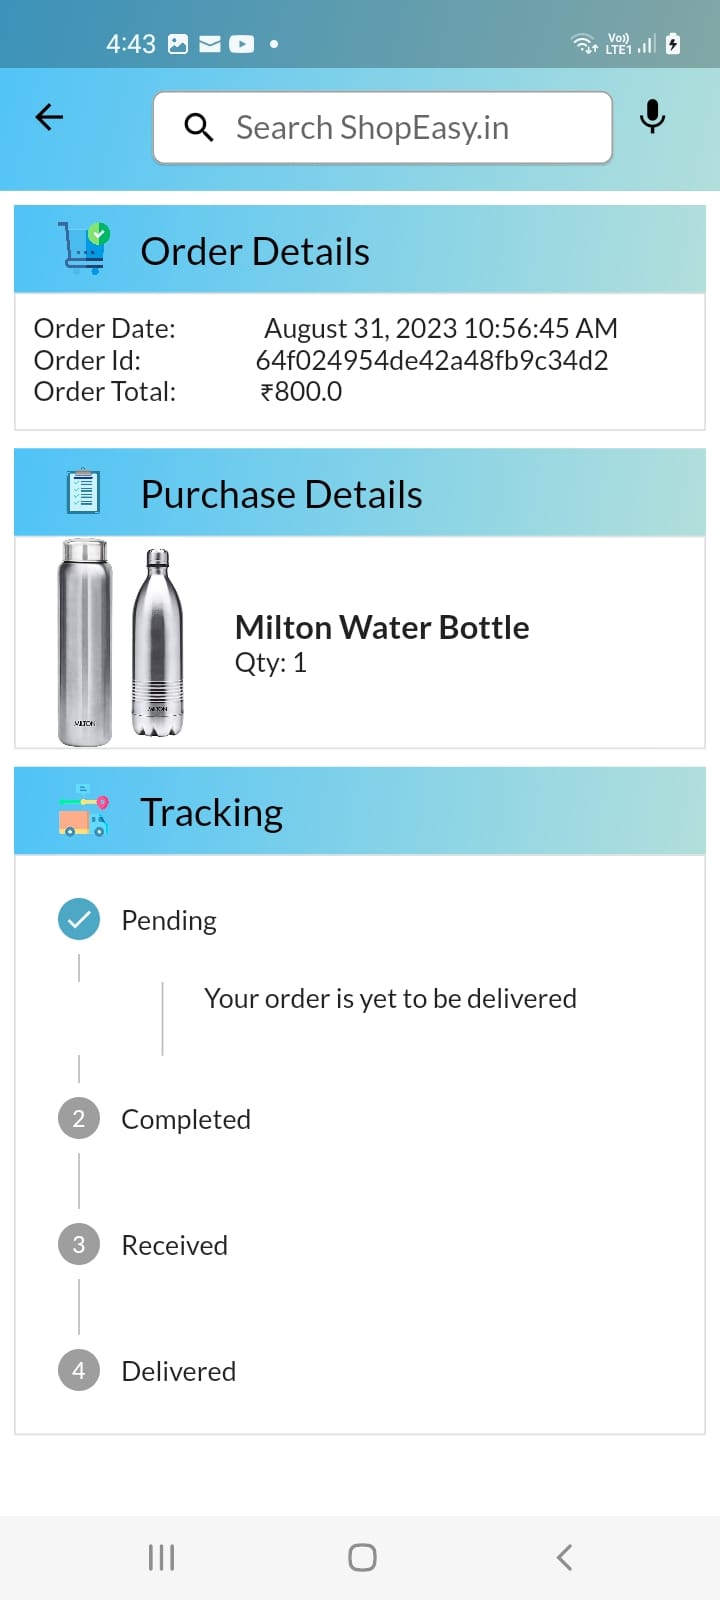 4:43 Vo)) LTE1
Search ShopEasy.in
Order Details
Order Date: August 31, 2023 10:56:45 AM
Order Id: 64f024954de42a48fb9c34d2
Order Total: ₹800.0
Purchase Details
Milton Water Bottle
Qty: 1
MILTON
MILTON
Tracking
Pending
Your order is yet to be delivered
2 Completed
3 Received
4 Delivered